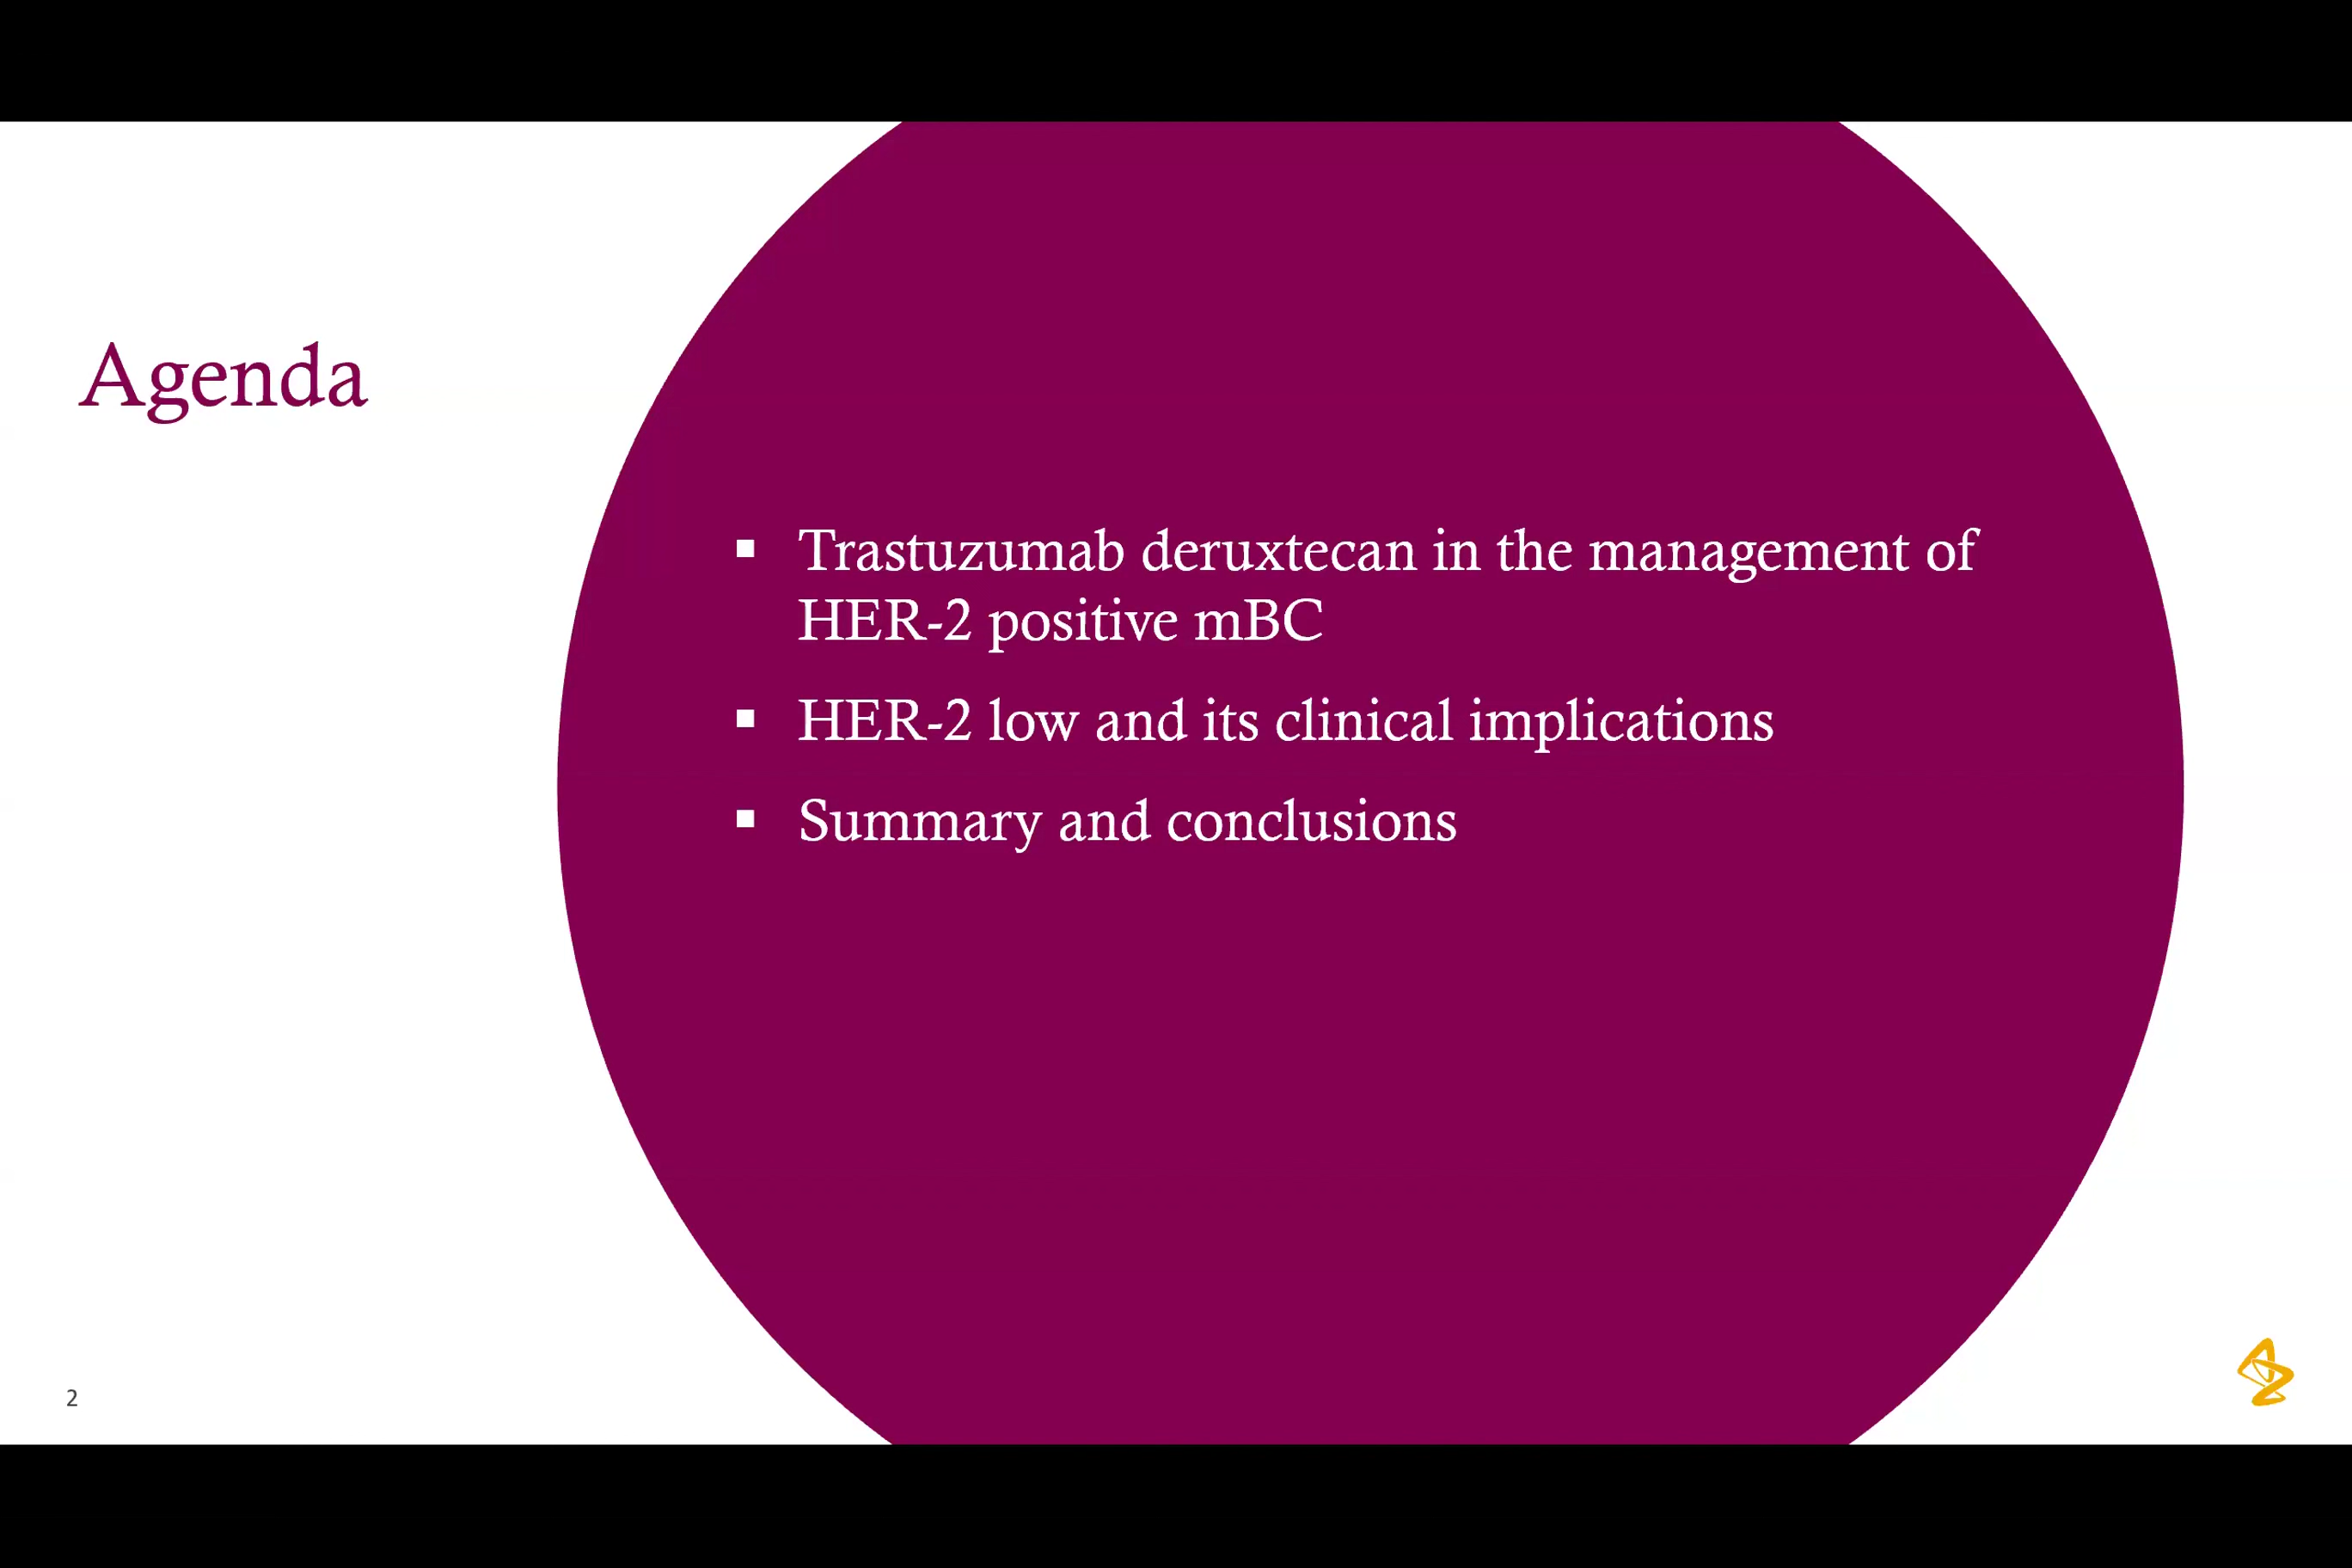 Agenda
▪ Trastuzumab deruxtecan in the management of
HER-2 positive mBC
▪ HER-2 low and its clinical implications
▪ Summary and conclusions
2